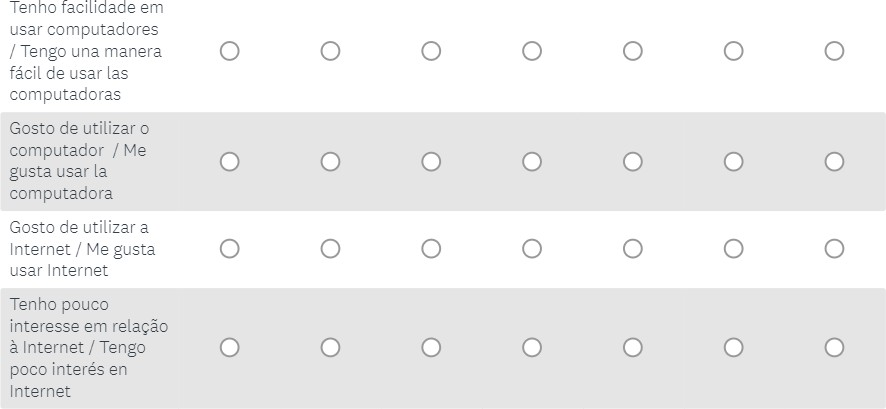 Tenho facilidade em
usar computadores
/ Tengo una manera
fácil de usar las
computadoras
Gosto de utilizar o
computador / Me
gusta usar la
computadora
Gosto de utilizar a
Internet / Me gusta
usar Internet
Tenho pouco
interesse em relação
à Internet / Tengo
poco interés en
Internet